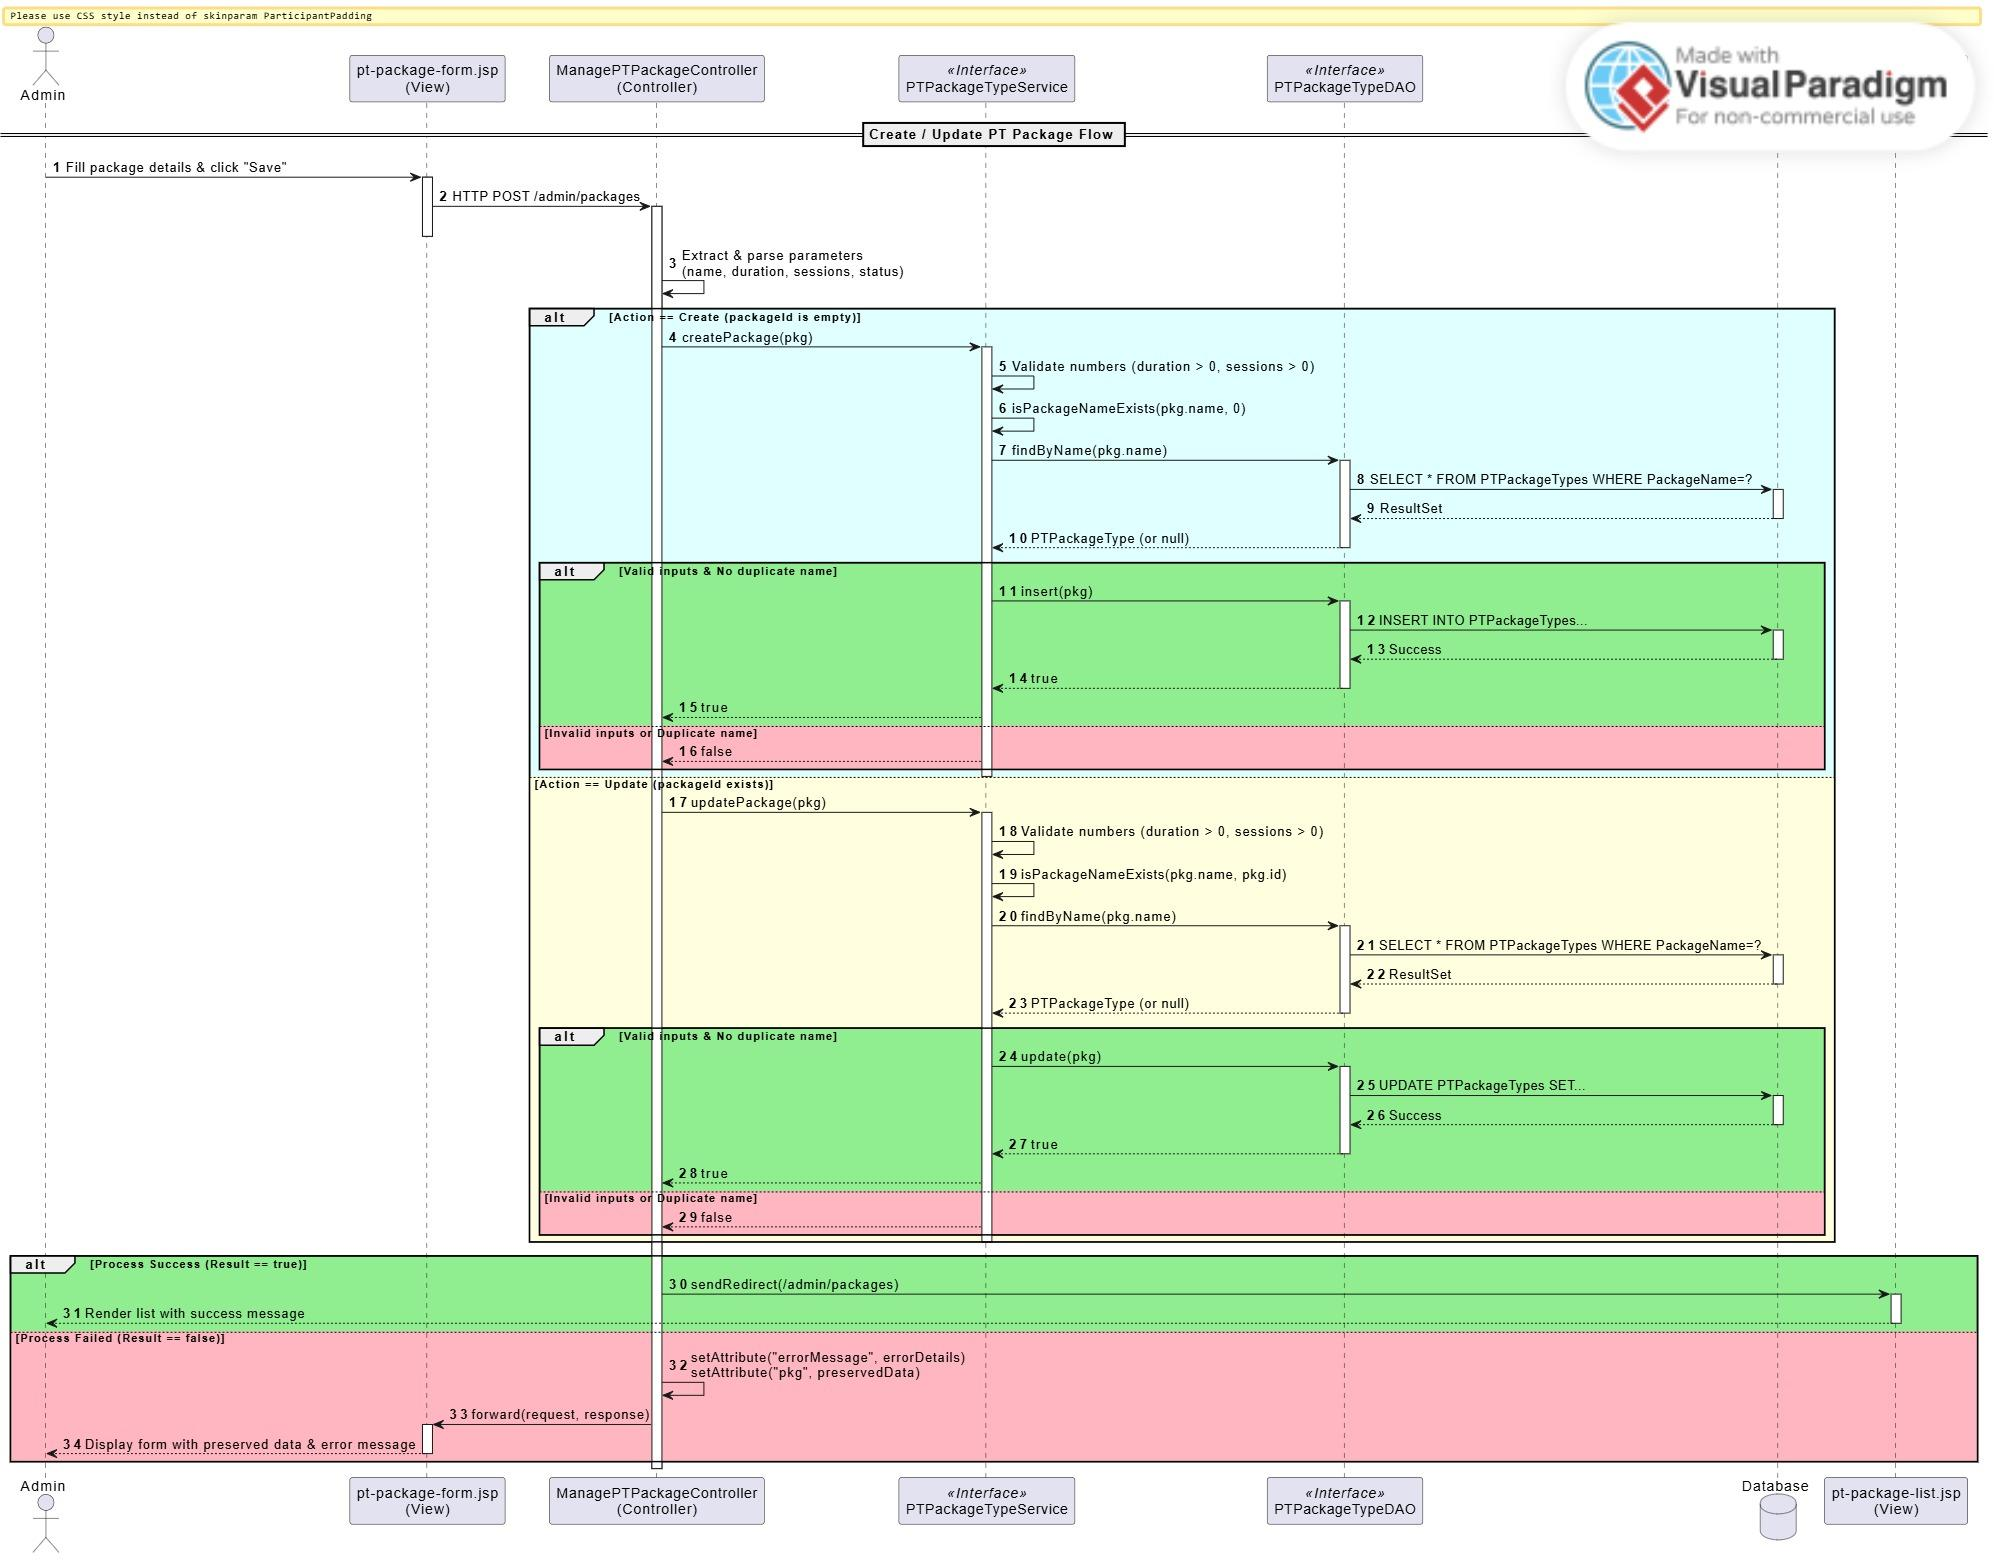 Please use CSS style instead of skinparam ParticipantPadding
Admin
pt-package-form.jsp
(View)
ManagePTPackageController
(Controller)
«Interface»
PTPackageTypeService
«Interface»
PTPackageTypeDAO
Made with
Visual Paradigm
For non-commercial use
Create / Update PT Package Flow
1 Fill package details & click "Save"
2 HTTP POST /admin/packages
3 Extract & parse parameters
(name, duration, sessions, status)
alt [Action == Create (packageId is empty)]
4 createPackage(pkg)
5 Validate numbers (duration > 0, sessions > 0)
6 isPackageNameExists(pkg.name, 0)
7 findByName(pkg.name)
8 SELECT * FROM PTPackageTypes WHERE PackageName=?
9 ResultSet
10 PTPackageType (or null)
alt [Valid inputs & No duplicate name]
11 insert(pkg)
12 INSERT INTO PTPackageTypes...
13 Success
14 true
15 true
[Invalid inputs or Duplicate name]
16 false
[Action == Update (packageId exists)]
17 updatePackage(pkg)
18 Validate numbers (duration > 0, sessions > 0)
19 isPackageNameExists(pkg.name, pkg.id)
20 findByName(pkg.name)
21 SELECT * FROM PTPackageTypes WHERE PackageName=?
22 ResultSet
23 PTPackageType (or null)
alt [Valid inputs & No duplicate name]
24 update(pkg)
25 UPDATE PTPackageTypes SET...
26 Success
27 true
28 true
[Invalid inputs or Duplicate name]
29 false
alt [Process Success (Result == true)]
30 sendRedirect(/admin/packages)
31 Render list with success message
[Process Failed (Result == false)]
32 setAttribute("errorMessage", errorDetails)
setAttribute("pkg", preservedData)
33 forward(request, response)
34 Display form with preserved data & error message
Admin
pt-package-form.jsp
(View)
ManagePTPackageController
(Controller)
«Interface»
PTPackageTypeService
«Interface»
PTPackageTypeDAO
Database
pt-package-list.jsp
(View)